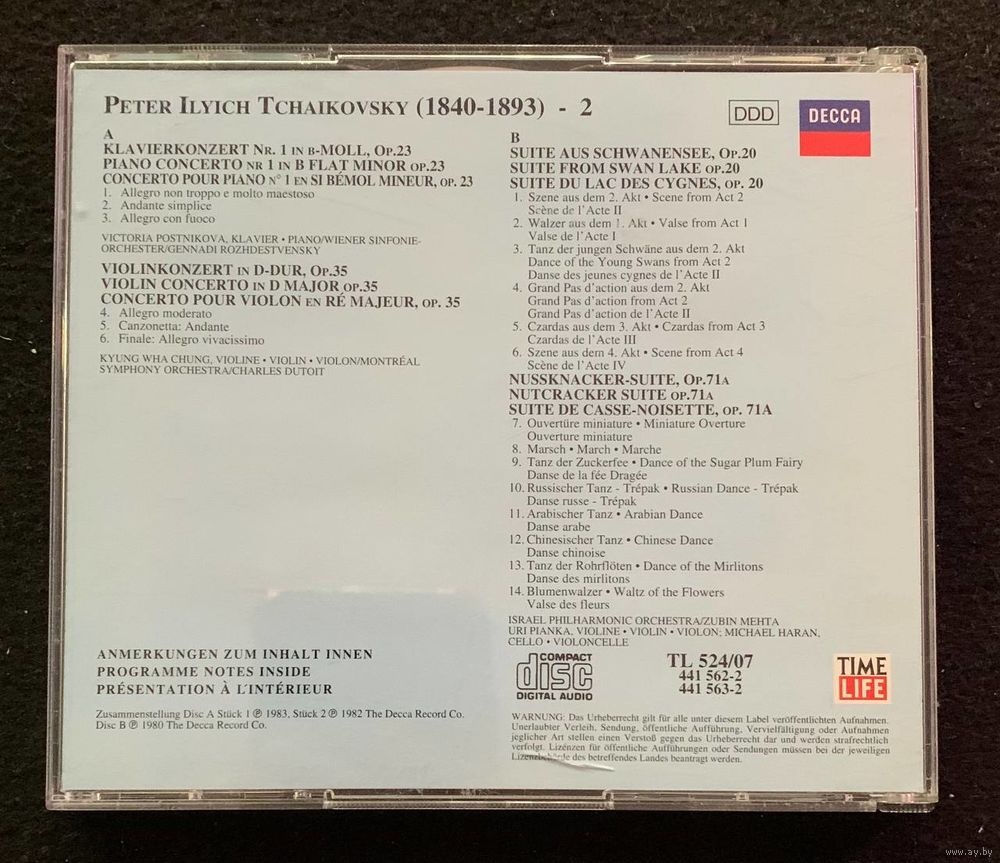 PETER ILYICH TCHAIKOVSKY (1840-1893) - 2
DDD
DECCA
A
KLAVIERKONZERT NR. 1 IN B-MOLL, OP.23
PIANO CONCERTO NR 1 IN B FLAT MINOR OP.23
CONCERTO POUR PIANO N° 1 EN SI BÉMOL MINEUR, OP. 23
1. Allegro non troppo e molto maestoso
2. Andante simplice
3. Allegro con fuoco
VICTORIA POSTNIKOVA, KLAVIER • PIANO/WIENER SINFONIE-
ORCHESTER/GENNADI ROZHDESTVENSKY
VIOLINKONZERT IN D-DUR, OP.35
VIOLIN CONCERTO IN D MAJOR OP.35
CONCERTO POUR VIOLON EN RÉ MAJEUR, OP. 35
4. Allegro moderato
5. Canzonetta: Andante
6. Finale: Allegro vivacissimo
KYUNG WHA CHUNG, VIOLINE • VIOLIN • VIOLON/MONTRÉAL
SYMPHONY ORCHESTRA/CHARLES DUTOIT
B
SUITE AUS SCHWANENSEE, OP.20
SUITE FROM SWAN LAKE OP.20
SUITE DU LAC DES CYGNES, OP. 20
1. Szene aus dem 2. Akt • Scene from Act 2
Scène de l'Acte II
2. Walzer aus dem 1. Akt • Valse from Act 1
Valse de l'Acte I
3. Tanz der jungen Schwäne aus dem 2. Akt
Dance of the Young Swans from Act 2
Danse des jeunes cygnes de l'Acte II
4. Grand Pas d'action aus dem 2. Akt
Grand Pas d'action from Act 2
Grand Pas d'action de l'Acte II
5. Czardas aus dem 3. Akt • Czardas from Act 3
Czardas de l'Acte III
6. Szene aus dem 4. Akt • Scene from Act 4
Scène de l'Acte IV
NUSSKNACKER-SUITE, OP.71A
NUTCRACKER SUITE OP.71A
SUITE DE CASSE-NOISETTE, OP. 71A
7. Ouvertüre miniature • Miniature Overture
Ouverture miniature
8. Marsch • March • Marche
9. Tanz der Zuckerfee • Dance of the Sugar Plum Fairy
Danse de la fée Dragée
10. Russischer Tanz - Trépak • Russian Dance - Trépak
Danse russe - Trépak
11. Arabischer Tanz • Arabian Dance
Danse arabe
12. Chinesischer Tanz • Chinese Dance
Danse chinoise
13. Tanz der Rohrflöten • Dance of the Mirlitons
Danse des mirlitons
14. Blumenwalzer • Waltz of the Flowers
Valse des fleurs
ISRAEL PHILHARMONIC ORCHESTRA/ZUBIN MEHTA
URI PIANKA, VIOLINE • VIOLIN • VIOLON; MICHAEL HARAN,
CELLO • VIOLONCELLE
ANMERKUNGEN ZUM INHALT INNEN
PROGRAMME NOTES INSIDE
PRÉSENTATION À L'INTÉRIEUR
Zusammenstellung Disc A Stück 1 ℗ 1983, Stück 2 ℗ 1982 The Decca Record Co.
Disc B ℗ 1980 The Decca Record Co.
COMPACT
disc
DIGITAL AUDIO
TL 524/07
441 562-2
441 563-2
TIME
LIFE
WARNUNG: Das Urheberrecht gilt für alle unter diesem Label veröffentlichten Aufnahmen.
Unerlaubter Verleih, Sendung, öffentliche Aufführung, Vervielfältigung oder Aufnahmen
jeglicher Art stellen einen Verstoß gegen das Urheberrecht dar und werden strafrechtlich
verfolgt. Lizenzen für öffentliche Aufführungen oder Sendungen müssen bei der jeweiligen
Lizenzbehörde des betreffendes Landes beantragt werden.
www.ay.by